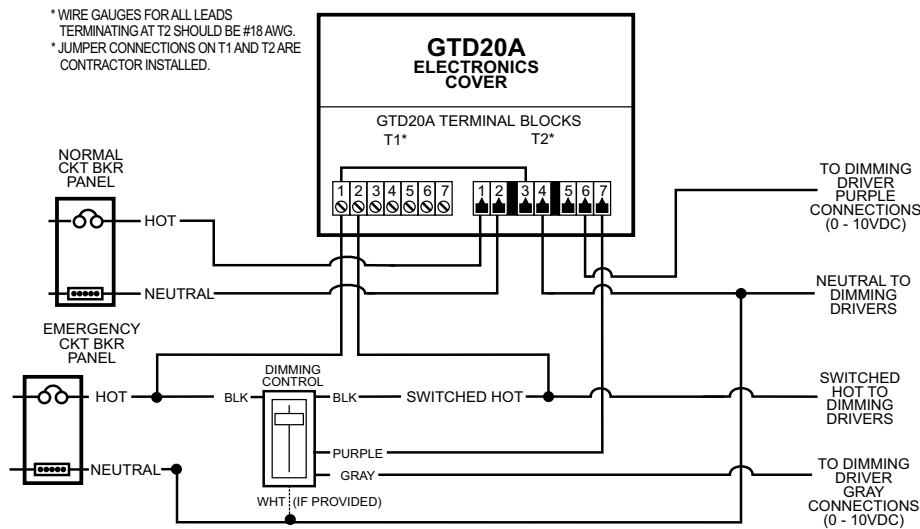 * WIRE GAUGES FOR ALL LEADS
TERMINATING AT T2 SHOULD BE #18 AWG.
* JUMPER CONNECTIONS ON T1 AND T2 ARE
CONTRACTOR INSTALLED.
GTD20A
ELECTRONICS
COVER
GTD20A TERMINAL BLOCKS
T1*
T2*
1 2 3 4 5 6 7
1 2 3 4 5 6 7
NORMAL
CKT BKR
PANEL
HOT
NEUTRAL
TO DIMMING
DRIVER
PURPLE
CONNECTIONS
(0 - 10VDC)
NEUTRAL TO
DIMMING
DRIVERS
EMERGENCY
CKT BKR
PANEL
HOT
NEUTRAL
DIMMING
CONTROL
BLK
BLK
SWITCHED HOT
PURPLE
GRAY
WHT (IF PROVIDED)
SWITCHED
HOT TO
DIMMING
DRIVERS
TO DIMMING
DRIVER
GRAY
CONNECTIONS
(0 - 10VDC)